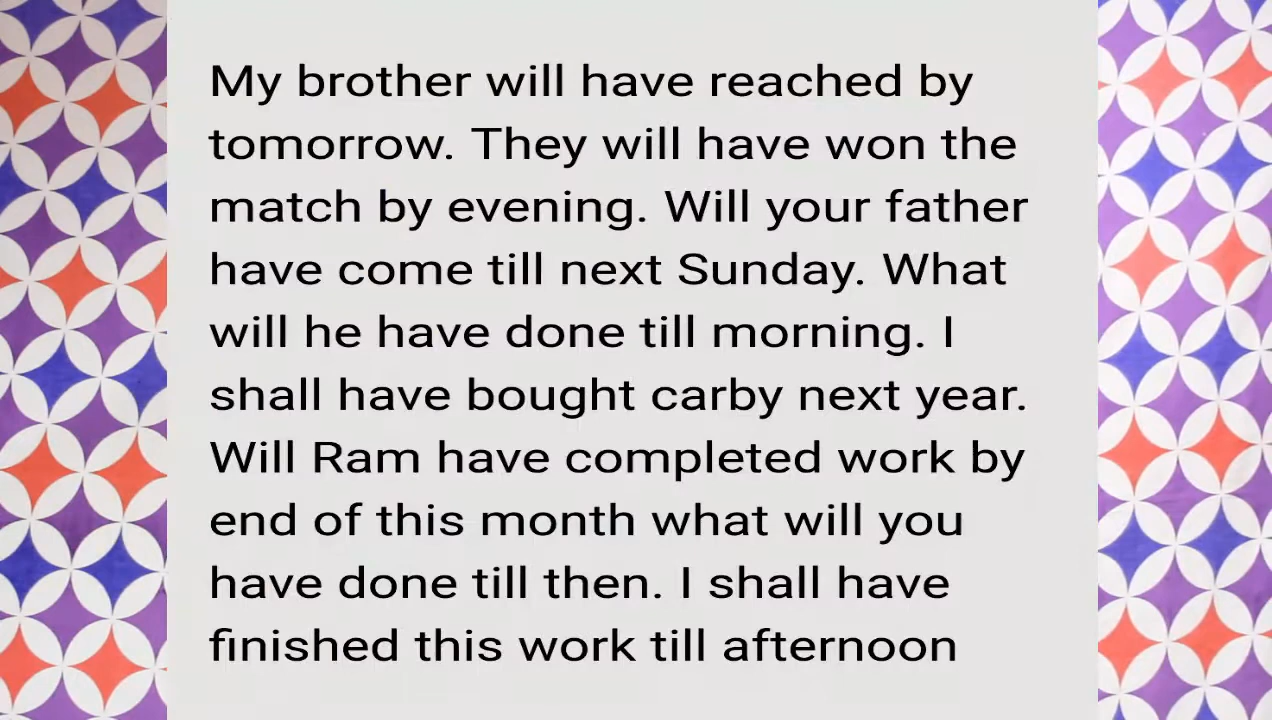 My brother will have reached by
tomorrow. They will have won the
match by evening. Will your father
have come till next Sunday. What
will he have done till morning. I
shall have bought carby next year.
Will Ram have completed work by
end of this month what will you
have done till then. I shall have
finished this work till afternoon